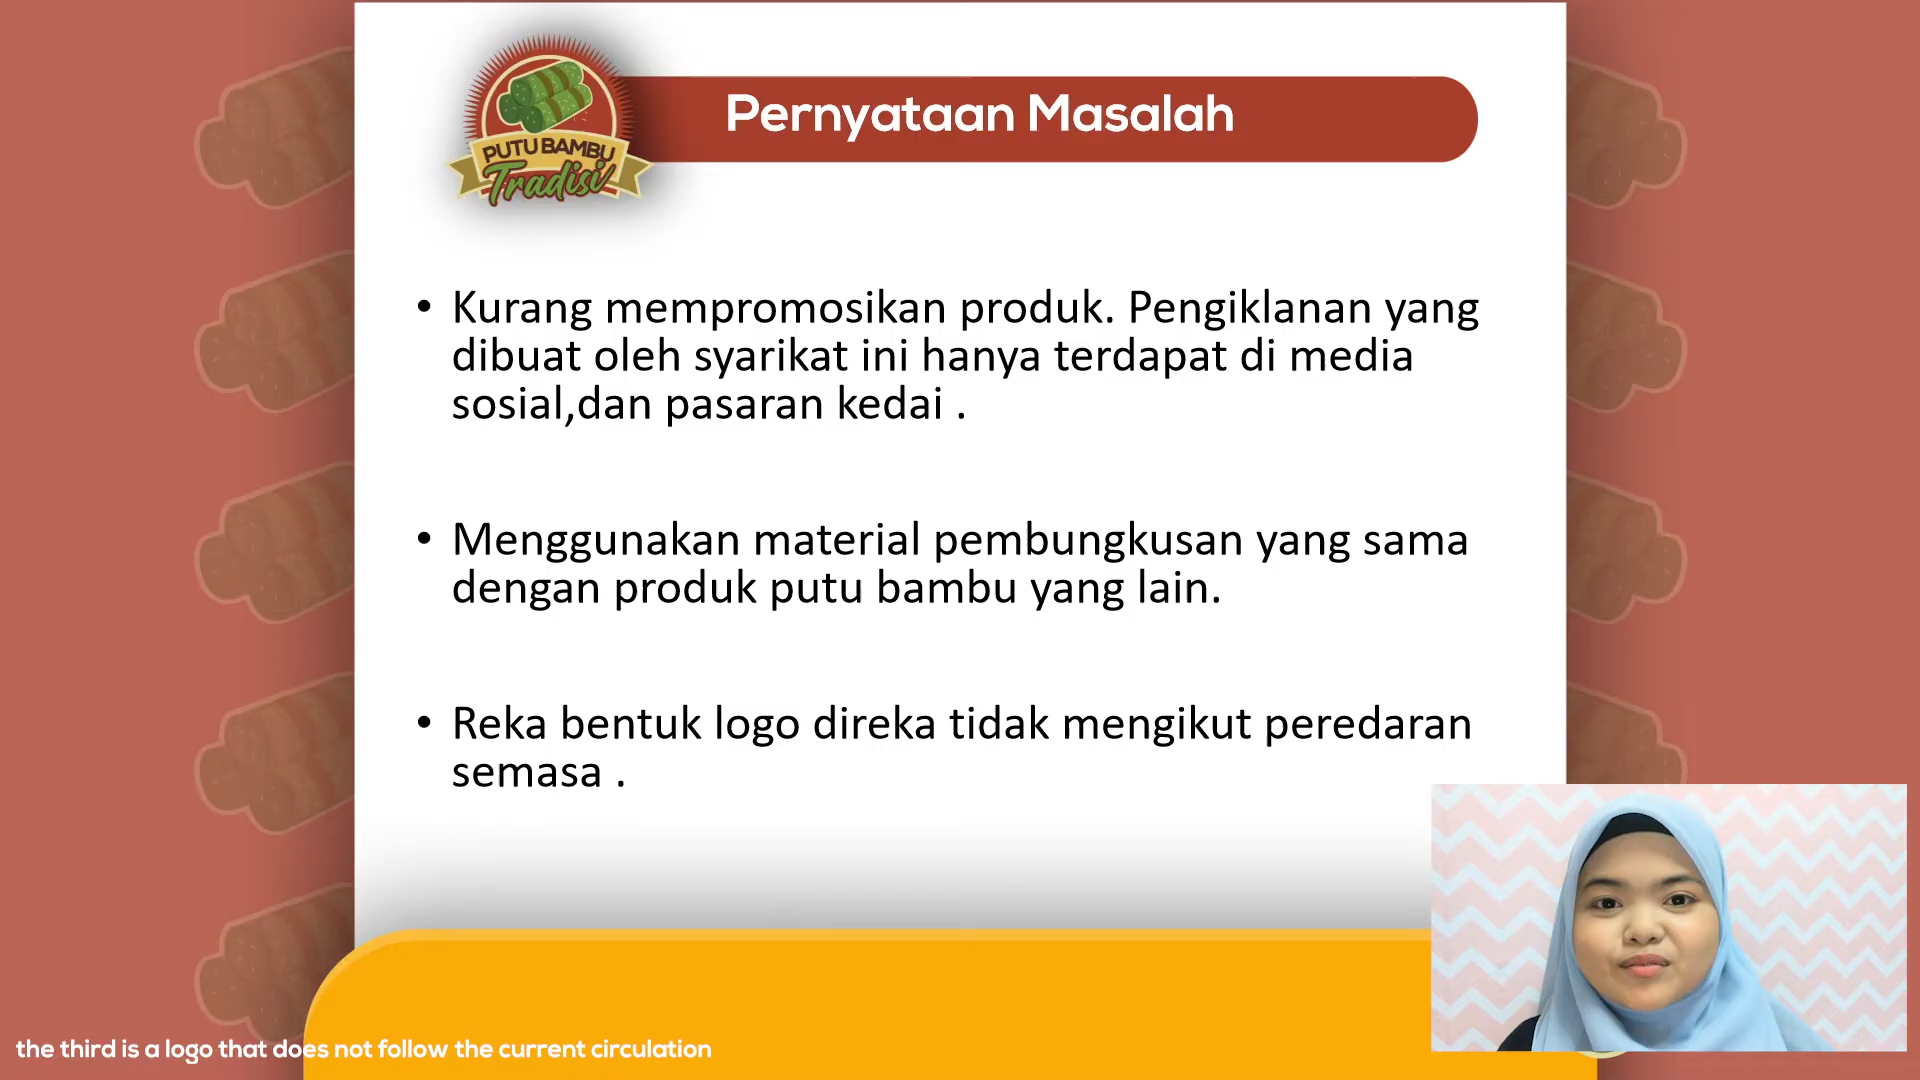 PUTU BAMBU
Tradisi
Pernyataan Masalah
• Kurang mempromosikan produk. Pengiklanan yang
dibuat oleh syarikat ini hanya terdapat di media
sosial,dan pasaran kedai .
• Menggunakan material pembungkusan yang sama
dengan produk putu bambu yang lain.
• Reka bentuk logo direka tidak mengikut peredaran
semasa .
the third is a logo that does not follow the current circulation